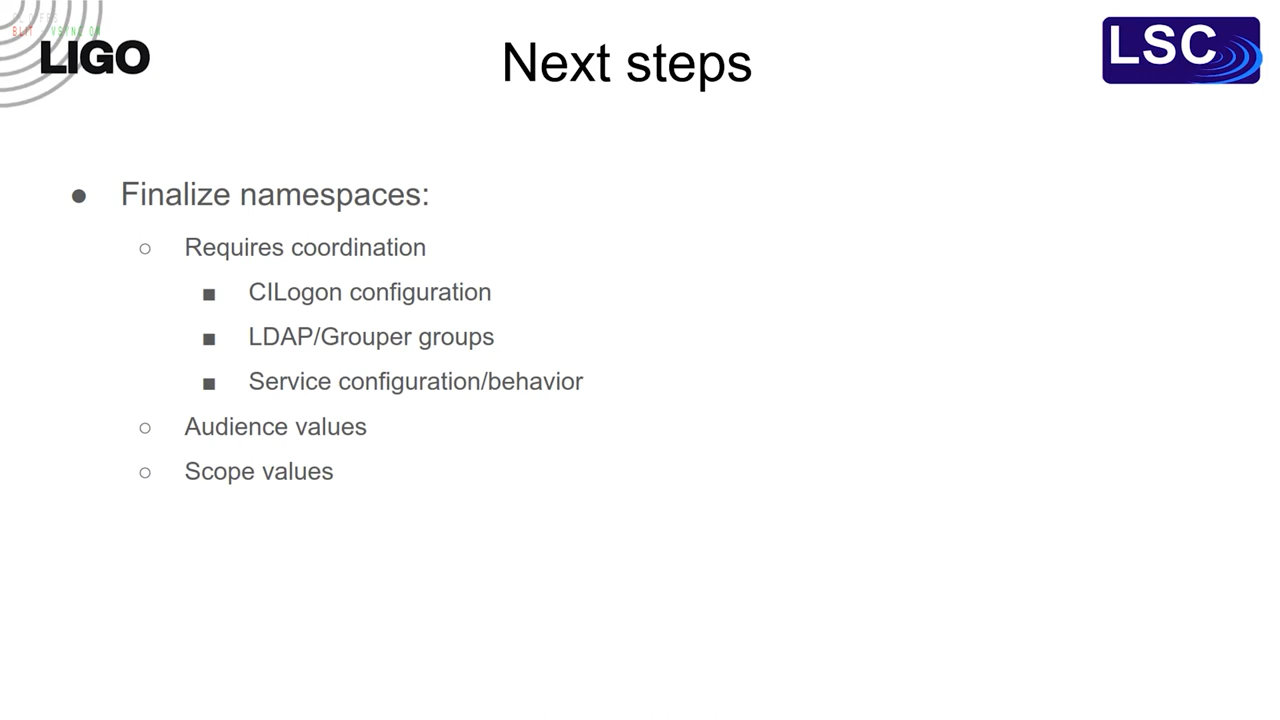 LIGO
Next steps
LSC
● Finalize namespaces:
○ Requires coordination
■ CILogon configuration
■ LDAP/Grouper groups
■ Service configuration/behavior
○ Audience values
○ Scope values